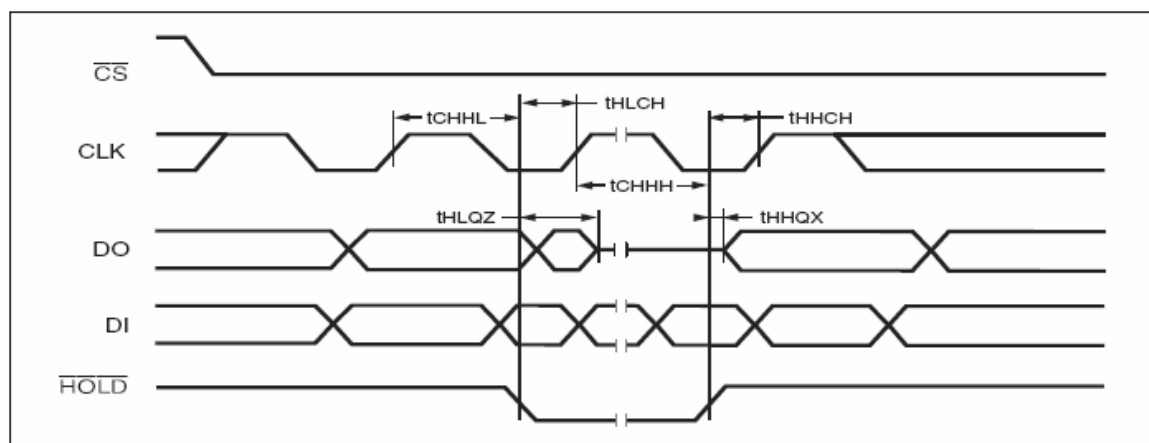 CS
tHLCH
tCHHL
tHHCH
CLK
tCHHH
tHLQZ
tHHQX
DO
DI
HOLD